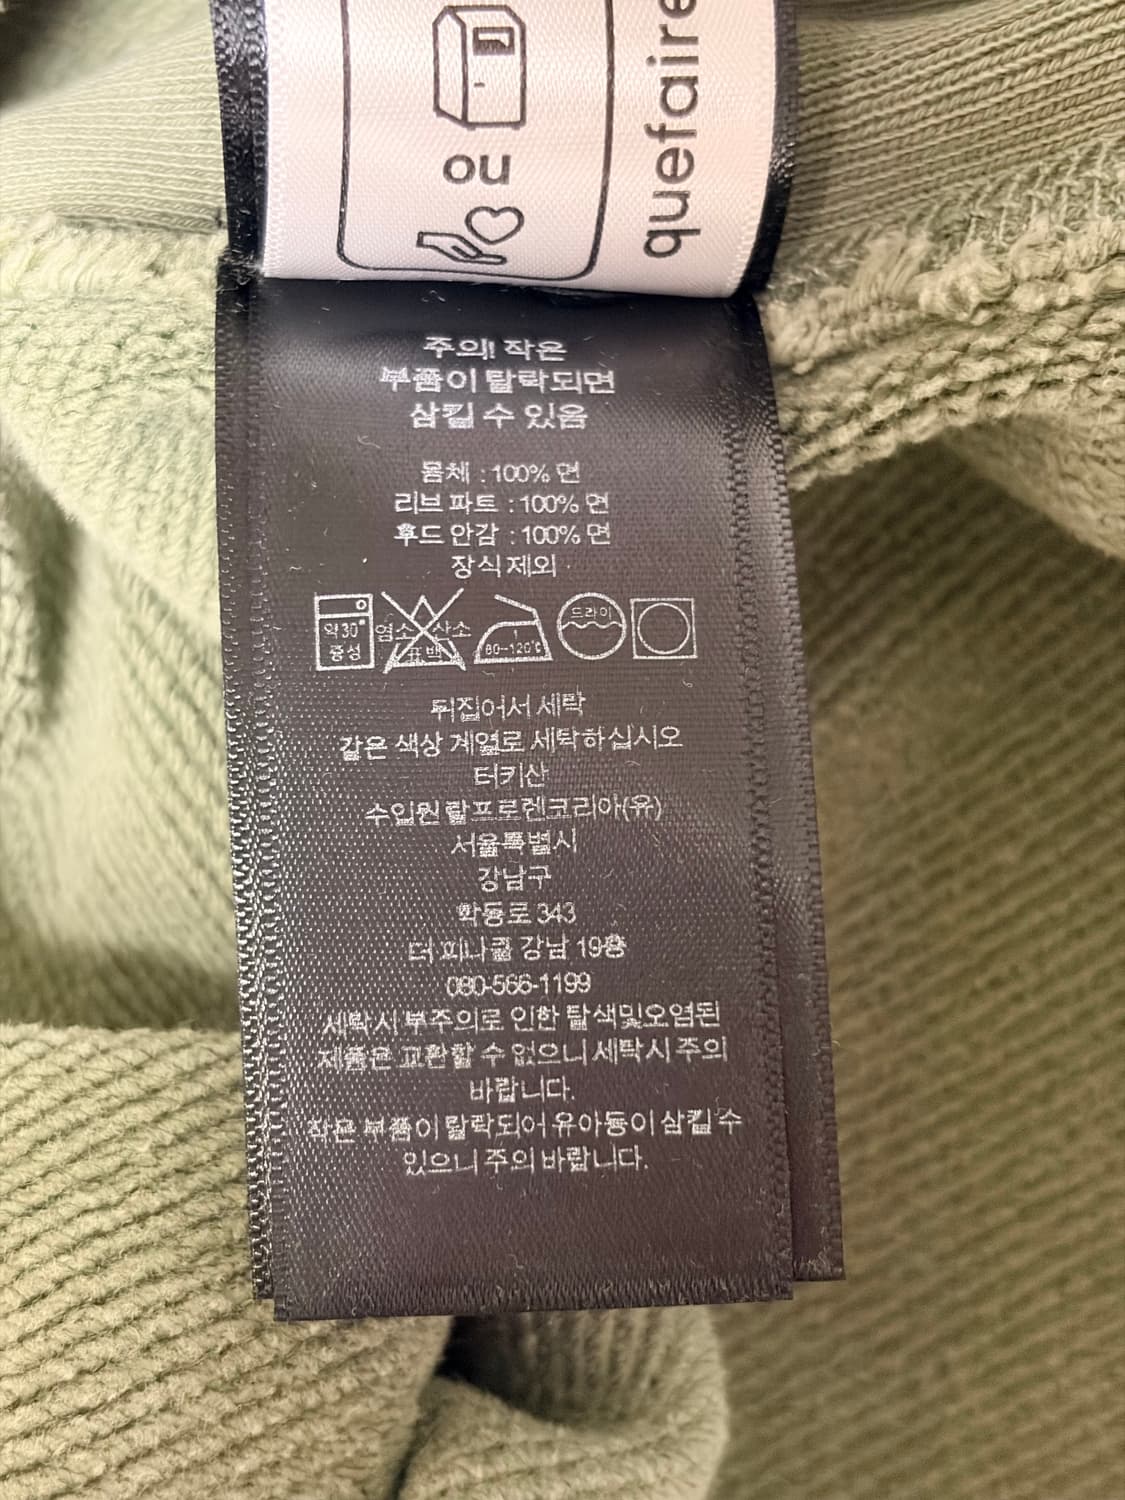 quefaire
OU
주의! 작은
부품이 탈락되면
삼킬 수 있음
몸체 : 100% 면
리브 파트 : 100% 면
후드 안감 : 100% 면
장식 제외
약 30° 중성
염소 산소 표백
80~120℃
드라이
뒤집어서 세탁
같은 색상 계열로 세탁하십시오
터키산
수입원 랄프로렌코리아(유)
서울특별시
강남구
학동로 343
더 피나클 강남 19층
080-566-1199
세탁시 부주의로 인한 탈색및오염된
제품은 교환할 수 없으니 세탁시 주의
바랍니다.
작은 부품이 탈락되어 유아동이 삼킬 수
있으니 주의 바랍니다.